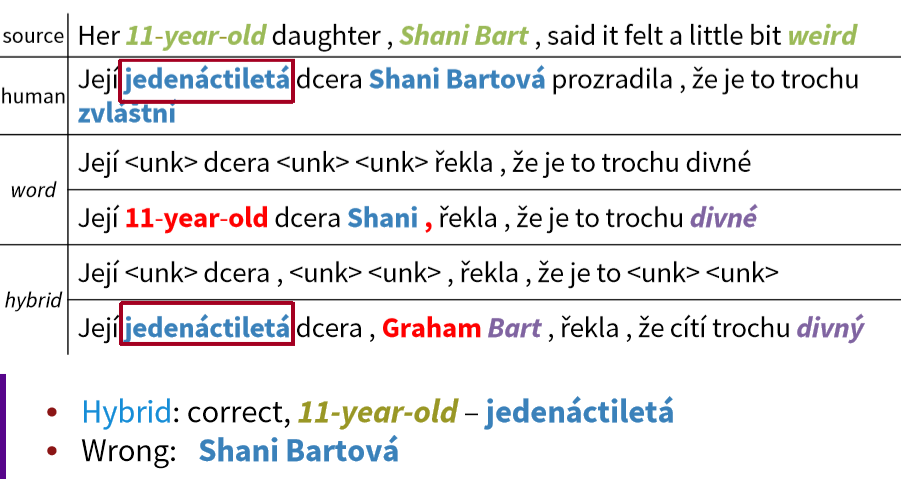 source Her 11-year-old daughter , Shani Bart , said it felt a little bit weird
human Její jedenáctiletá dcera Shani Bartová prozradila , že je to trochu
zvláštní
word Její <unk> dcera <unk> <unk> řekla , že je to trochu divné
Její 11-year-old dcera Shani , řekla , že je to trochu divné
hybrid Její <unk> dcera , <unk> <unk> , řekla , že je to <unk> <unk>
Její jedenáctiletá dcera , Graham Bart , řekla , že cítí trochu divný
• Hybrid: correct, 11-year-old – jedenáctiletá
• Wrong: Shani Bartová